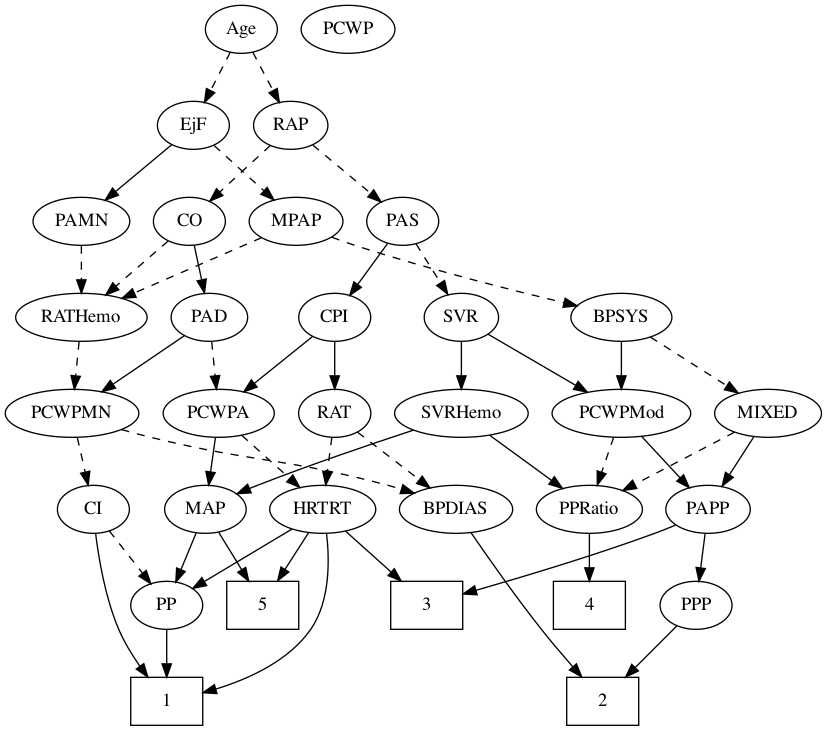 Age
PCWP
EjF
RAP
PAMN
CO
MPAP
PAS
RATHemo
PAD
CPI
SVR
BPSYS
PCWPMN
PCWPA
RAT
SVRHemo
PCWPMod
MIXED
CI
MAP
HRTRT
BPDIAS
PPRatio
PAPP
PP
5
3
4
PPP
1
2